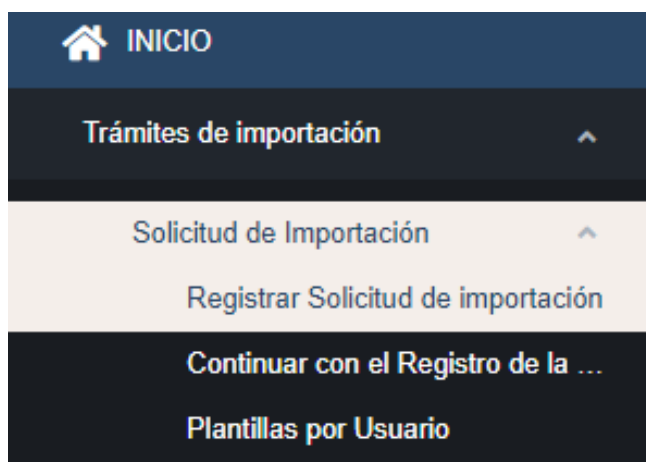 INICIO
Trámites de importación
Solicitud de Importación
Registrar Solicitud de importación
Continuar con el Registro de la ...
Plantillas por Usuario